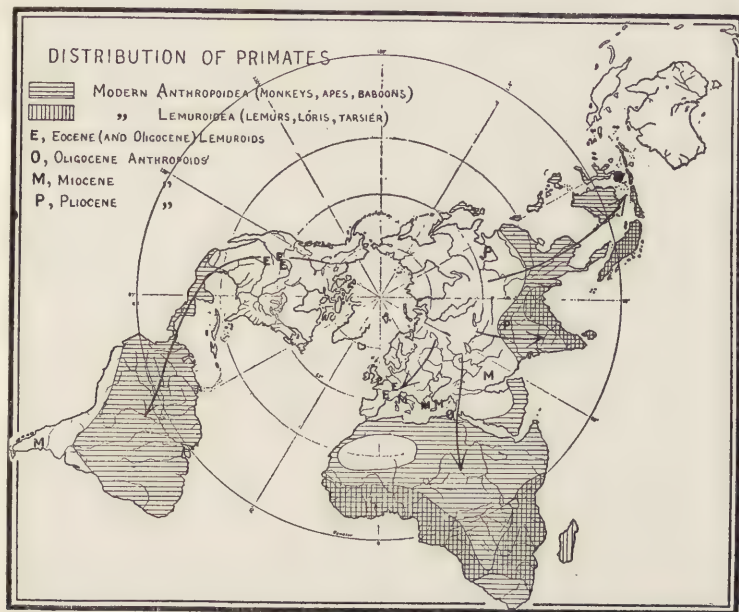 DISTRIBUTION OF PRIMATES
MODERN ANTHROPOIDEA (MONKEYS, APES, BABOONS)
„ LEMUROIDEA (LEMURS, LORIS, TARSIER)
E, EOCENE (AND OLIGOCENE) LEMUROIDS
O, OLIGOCENE ANTHROPOIDS
M, MIOCENE „
P, PLIOCENE „
P
E E
E
P
M
E
E M
M M
O
M
Equator